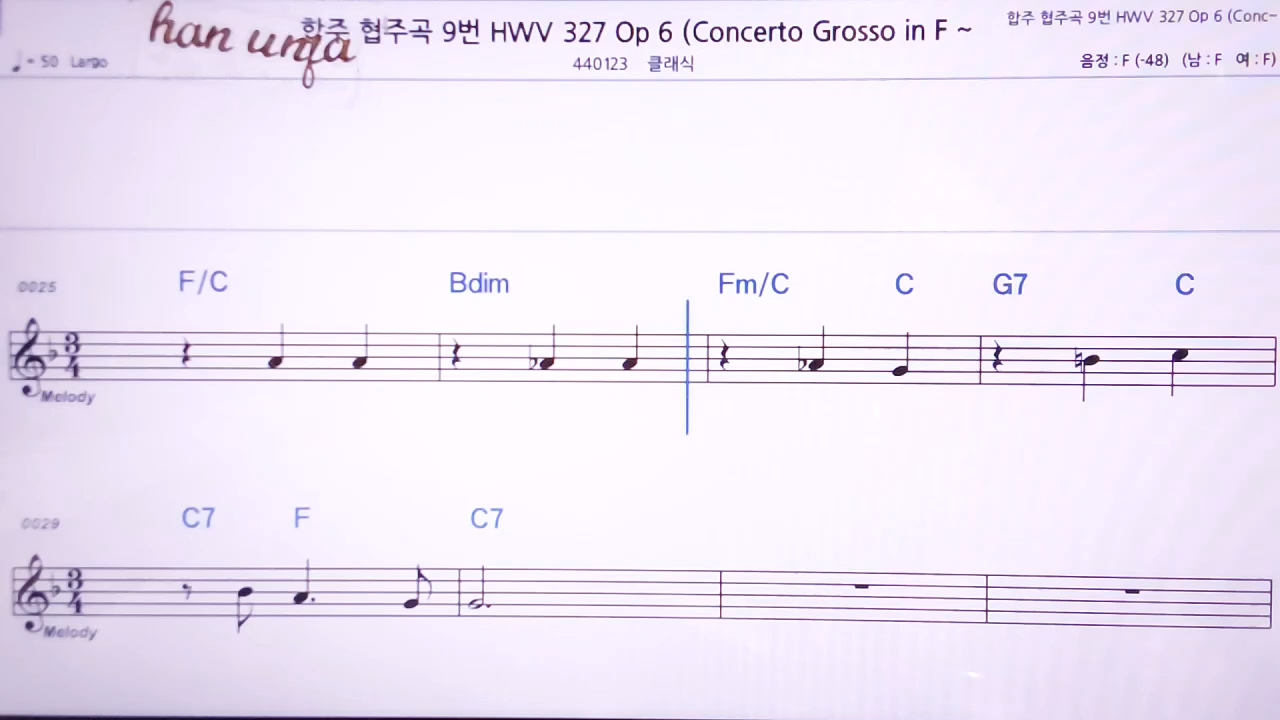 han unja
합주 협주곡 9번 HWV 327 Op 6 (Concerto Grosso in F ~
합주 협주곡 9번 HWV 327 Op 6 (Conc~
♩= 50 Largo
440123 클래식
음정 : F (-48) (남 : F 여 : F)
0025 F/C Bdim Fm/C C G7 C
3
4
Melody
0029 C7 F C7
3
4
Melody